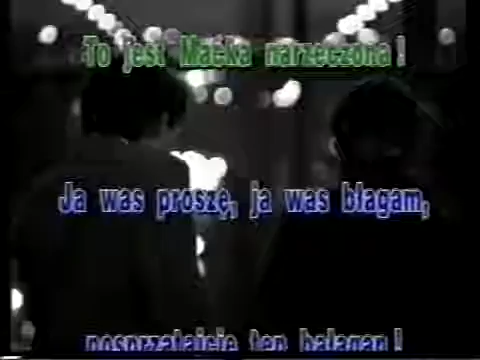 To jest Maćka narzeczona !
Ja was proszę, ja was błagam,
posprzątajcie ten bałagan !